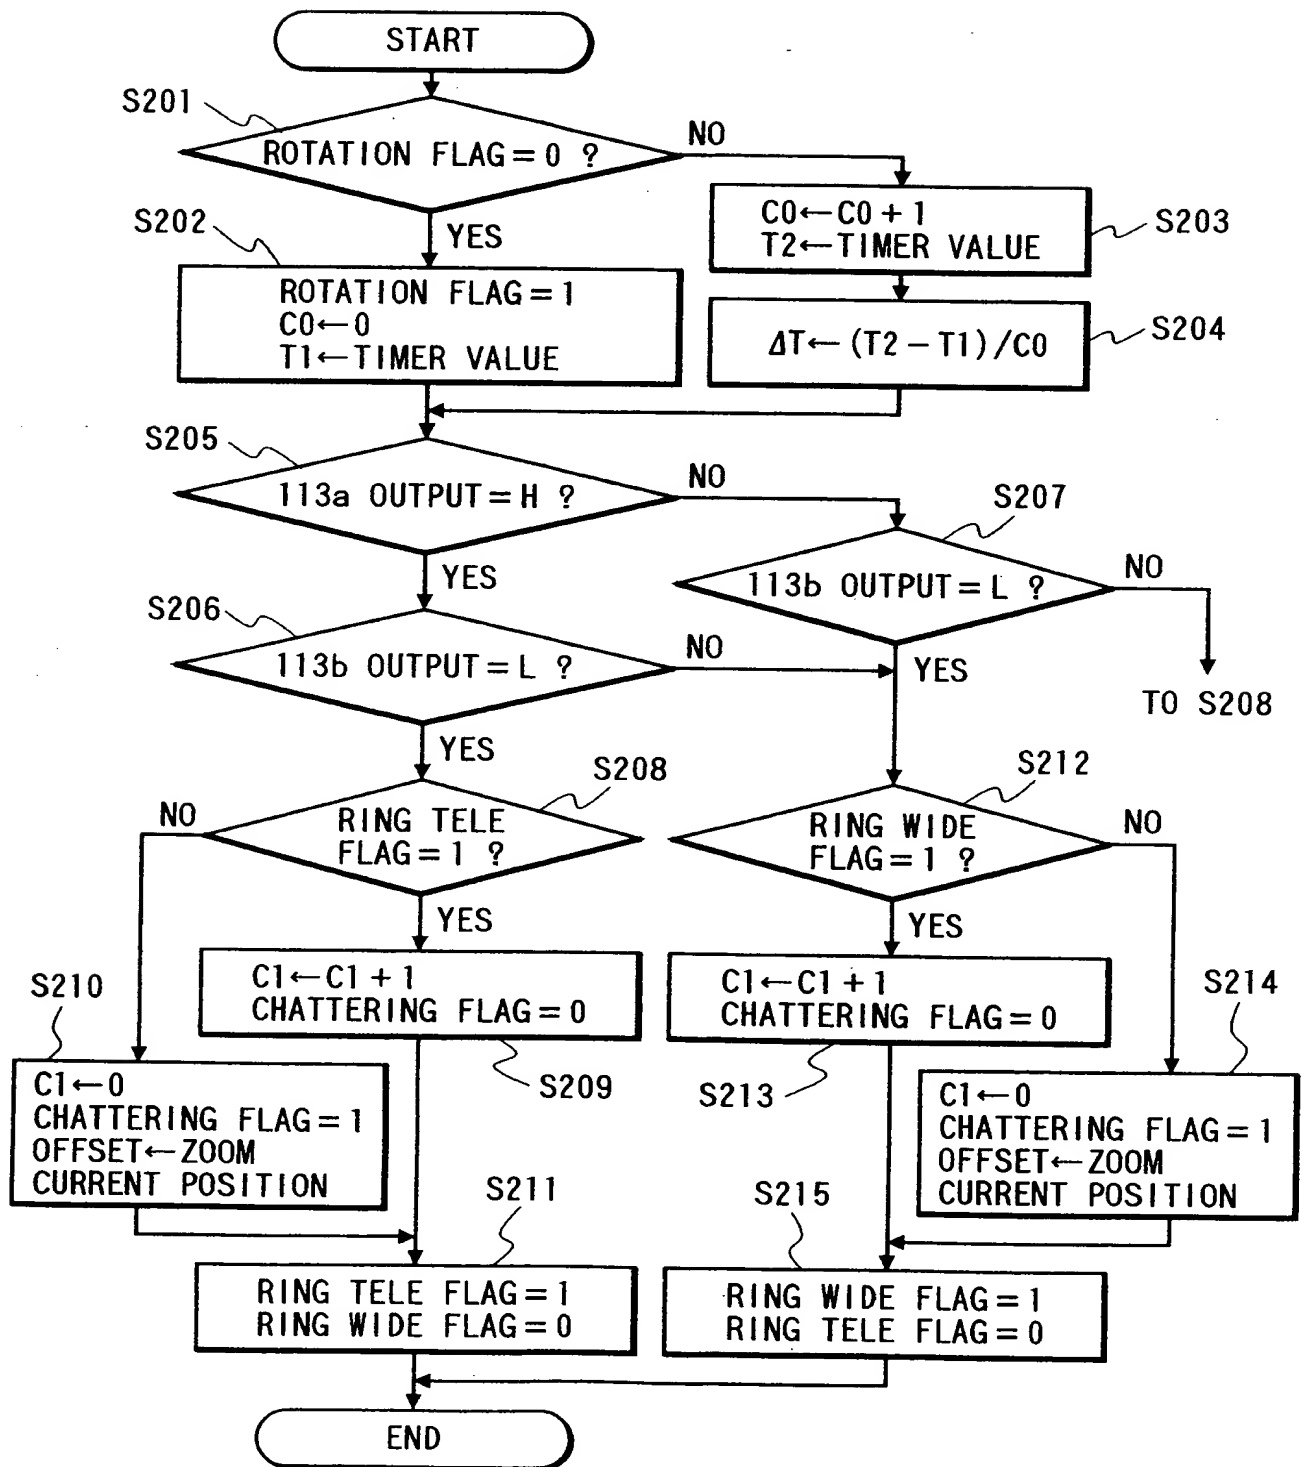 START
S201
ROTATION FLAG=0 ?
NO
YES
S202
ROTATION FLAG=1
C0←0
T1←TIMER VALUE
C0←C0+1
T2←TIMER VALUE
S203
ΔT←(T2-T1)/C0
S204
S205
113a OUTPUT=H ?
NO
YES
S207
113b OUTPUT=L ?
NO
YES
TO S208
S206
113b OUTPUT=L ?
NO
YES
S208
RING TELE
FLAG=1 ?
NO
YES
S212
RING WIDE
FLAG=1 ?
NO
YES
C1←C1+1
CHATTERING FLAG=0
S209
C1←C1+1
CHATTERING FLAG=0
S213
S210
C1←0
CHATTERING FLAG=1
OFFSET←ZOOM
CURRENT POSITION
S214
C1←0
CHATTERING FLAG=1
OFFSET←ZOOM
CURRENT POSITION
S211
RING TELE FLAG=1
RING WIDE FLAG=0
S215
RING WIDE FLAG=1
RING TELE FLAG=0
END